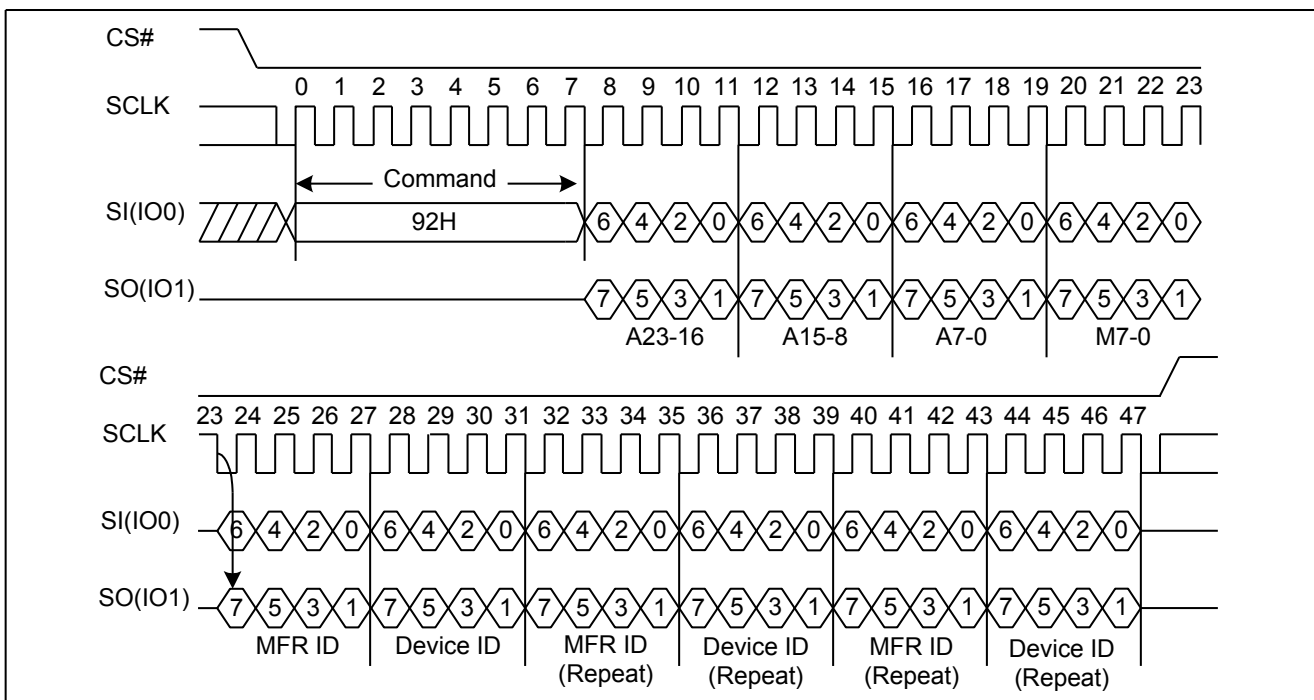 CS#
0 1 2 3 4 5 6 7 8 9 10 11 12 13 14 15 16 17 18 19 20 21 22 23
SCLK
Command
SI(IO0)
92H
6 4 2 0 6 4 2 0 6 4 2 0 6 4 2 0
SO(IO1)
7 5 3 1 7 5 3 1 7 5 3 1 7 5 3 1
A23-16 A15-8 A7-0 M7-0
CS#
23 24 25 26 27 28 29 30 31 32 33 34 35 36 37 38 39 40 41 42 43 44 45 46 47
SCLK
SI(IO0)
6 4 2 0 6 4 2 0 6 4 2 0 6 4 2 0 6 4 2 0 6 4 2 0
SO(IO1)
7 5 3 1 7 5 3 1 7 5 3 1 7 5 3 1 7 5 3 1 7 5 3 1
MFR ID Device ID MFR ID Device ID MFR ID Device ID
(Repeat) (Repeat) (Repeat) (Repeat)